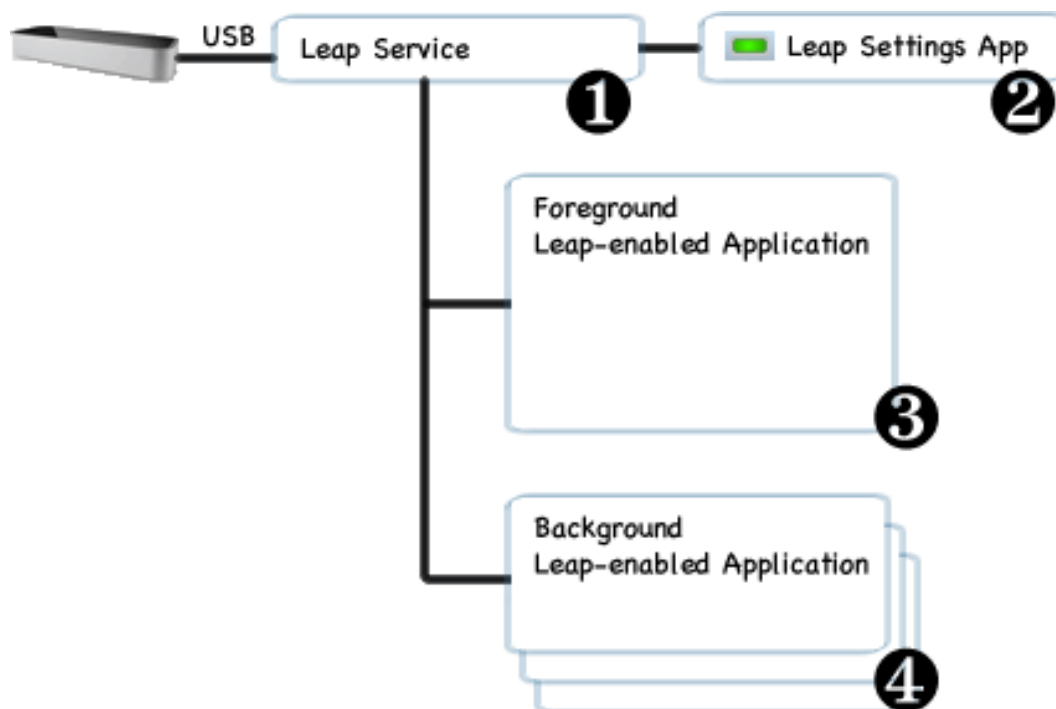 USB
Leap Service
1
Leap Settings App
2
Foreground
Leap-enabled Application
3
Background
Leap-enabled Application
4